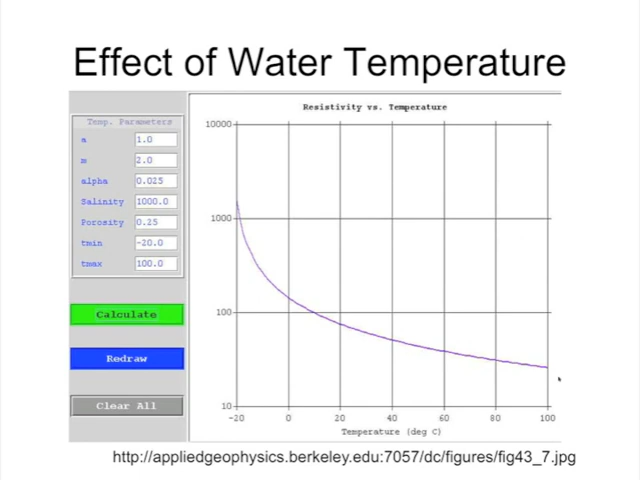 Effect of Water Temperature
Temp. Parameters
a 1.0
m 2.0
alpha 0.025
Salinity 1000.0
Porosity 0.25
tmin -20.0
tmax 100.0
Calculate
Redraw
Clear All
Resistivity vs. Temperature
10000
1000
100
10
-20 0 20 40 60 80 100
Temperature (deg C)
http://appliedgeophysics.berkeley.edu:7057/dc/figures/fig43_7.jpg